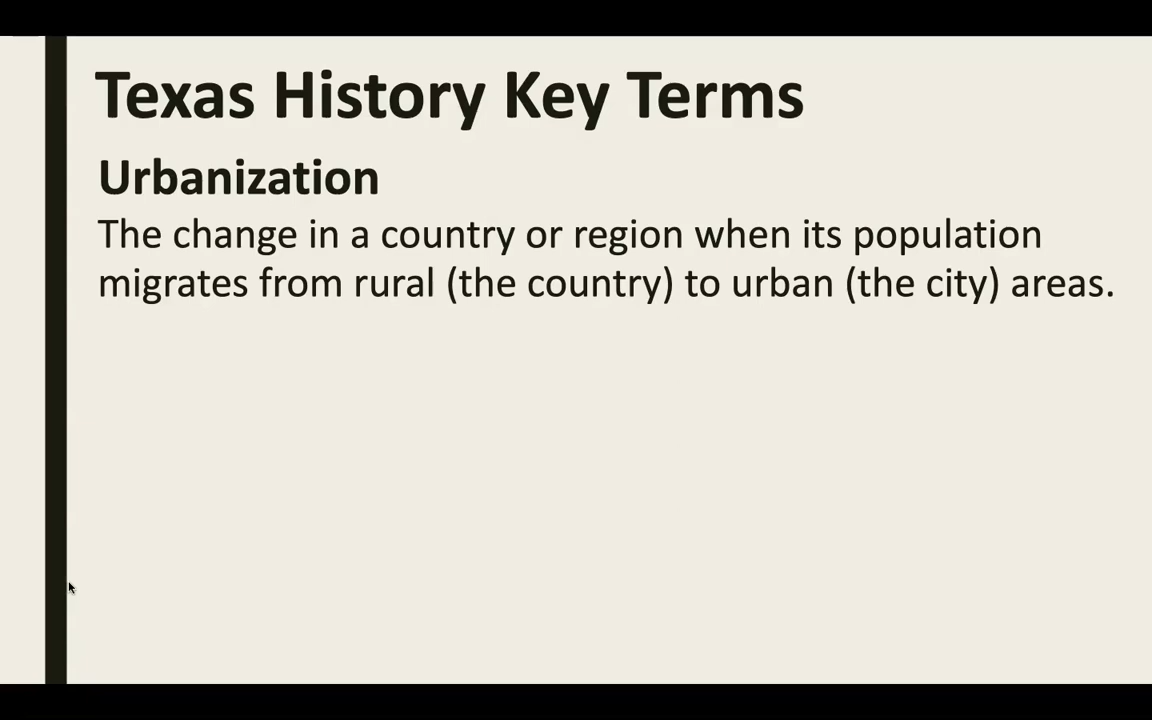 Texas History Key Terms
Urbanization
The change in a country or region when its population
migrates from rural (the country) to urban (the city) areas.